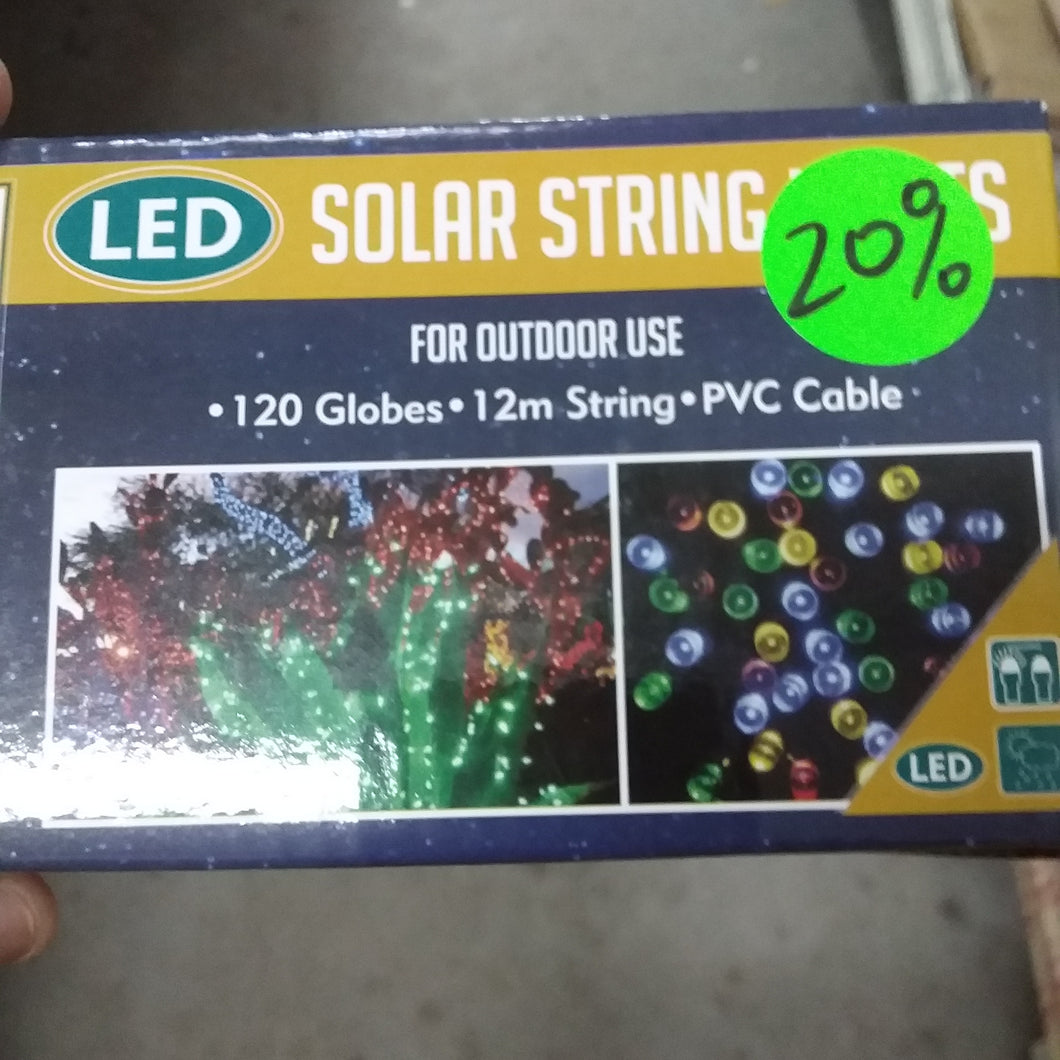 LED
SOLAR STRING
20%
FOR OUTDOOR USE
•120 Globes•12m String•PVC Cable
LED